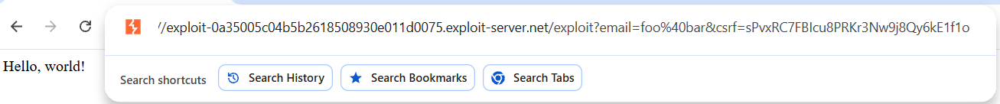 //exploit-0a35005c04b5b2618508930e011d0075.exploit-server.net/exploit?email=foo%40bar&csrf=sPvxRC7FBIcu8PRKr3Nw9j8Qy6kE1f1o
Hello, world!
Search shortcuts Search History Search Bookmarks Search Tabs